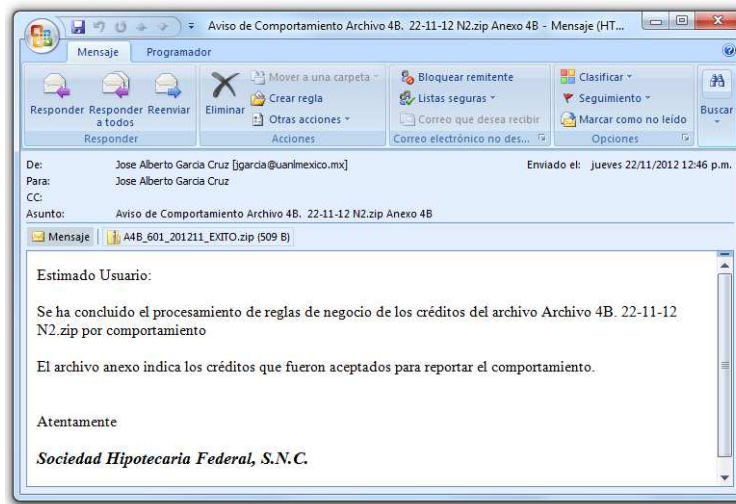 Aviso de Comportamiento Archivo 4B. 22-11-12 N2.zip Anexo 4B - Mensaje (HT...
Mensaje Programador
Responder Responder a todos Reenviar
Responder
Eliminar
Mover a una carpeta
Crear regla
Otras acciones
Acciones
Bloquear remitente
Listas seguras
Correo que desea recibir
Correo electrónico no des...
Clasificar
Seguimiento
Marcar como no leído
Opciones
Buscar
De: Jose Alberto Garcia Cruz [jgarcia@uanlmexico.mx] Enviado el: jueves 22/11/2012 12:46 p.m.
Para: Jose Alberto Garcia Cruz
CC:
Asunto: Aviso de Comportamiento Archivo 4B. 22-11-12 N2.zip Anexo 4B
Mensaje A4B_601_201211_EXITO.zip (509 B)
Estimado Usuario:
Se ha concluido el procesamiento de reglas de negocio de los créditos del archivo Archivo 4B. 22-11-12
N2.zip por comportamiento
El archivo anexo indica los créditos que fueron aceptados para reportar el comportamiento.
Atentamente
Sociedad Hipotecaria Federal, S.N.C.